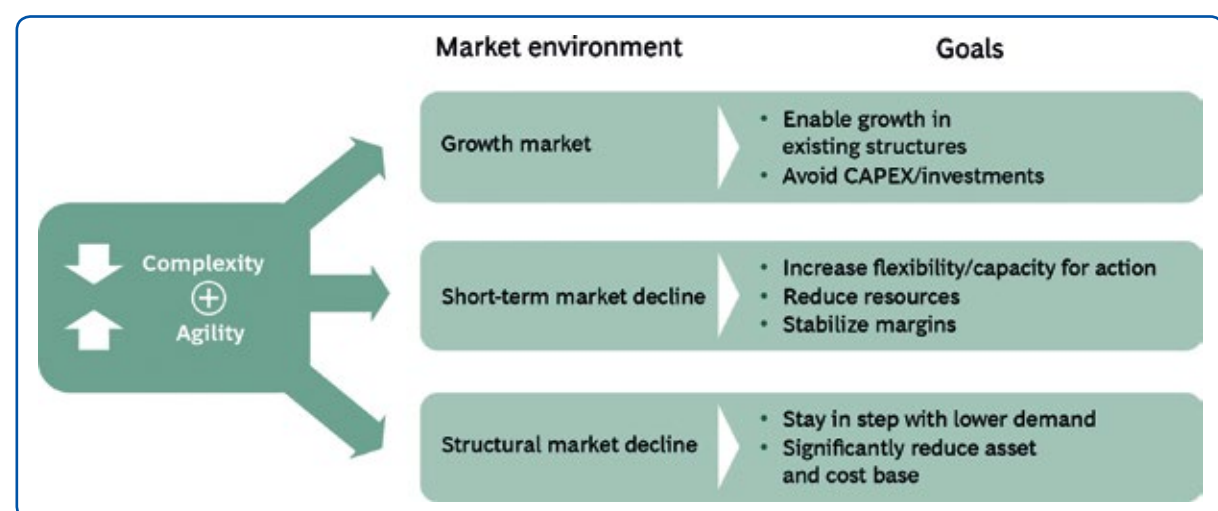 Market environment
Goals
Complexity
Agility
Growth market
• Enable growth in
existing structures
• Avoid CAPEX/investments
Short-term market decline
• Increase flexibility/capacity for action
• Reduce resources
• Stabilize margins
Structural market decline
• Stay in step with lower demand
• Significantly reduce asset
and cost base